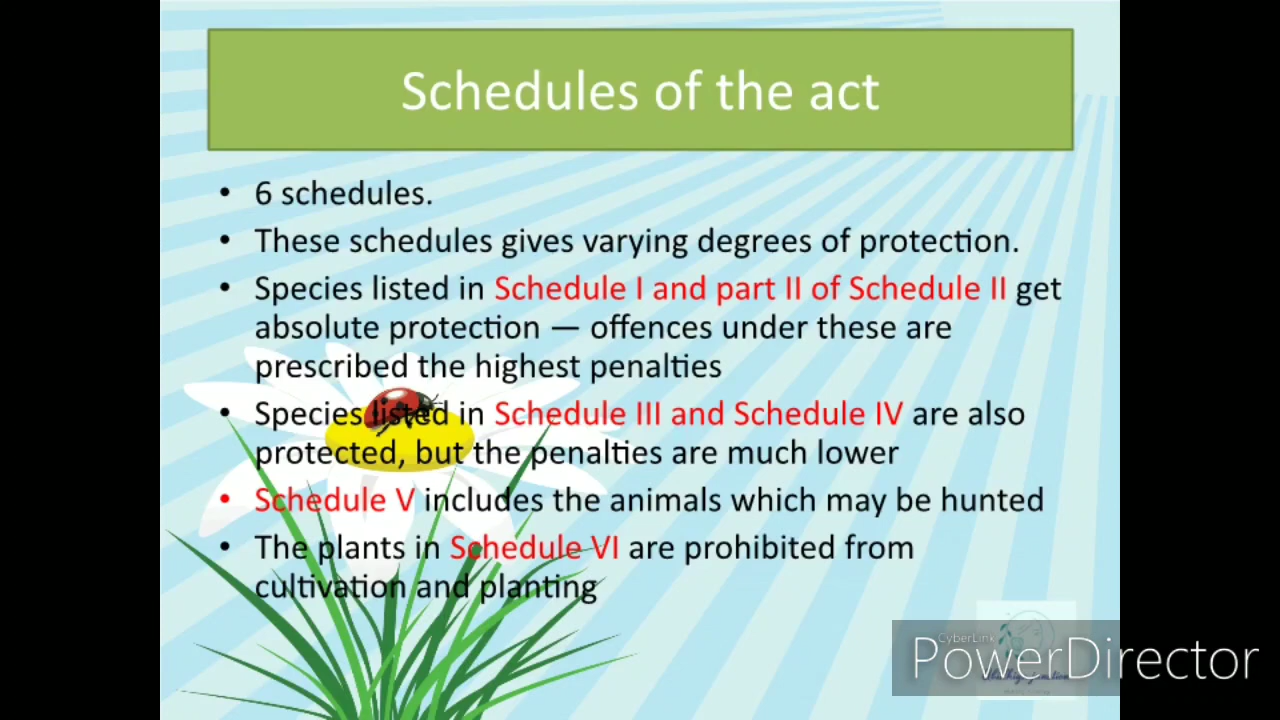 Schedules of the act
• 6 schedules.
• These schedules gives varying degrees of protection.
• Species listed in Schedule I and part II of Schedule II get
absolute protection — offences under these are
prescribed the highest penalties
• Species listed in Schedule III and Schedule IV are also
protected, but the penalties are much lower
• Schedule V includes the animals which may be hunted
• The plants in Schedule VI are prohibited from
cultivation and planting
CyberLink
PowerDirector